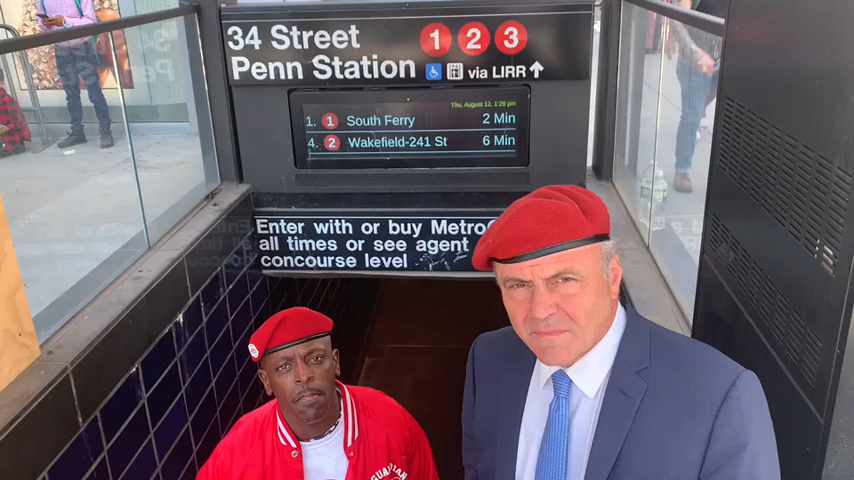 34 Street
Penn Station
1 2 3
via LIRR
Thu, August 12, 1:28 pm
1. 1 South Ferry 2 Min
4. 2 Wakefield-241 St 6 Min
Enter with or buy Metro
all times or see agent
concourse level
GUARDIAN